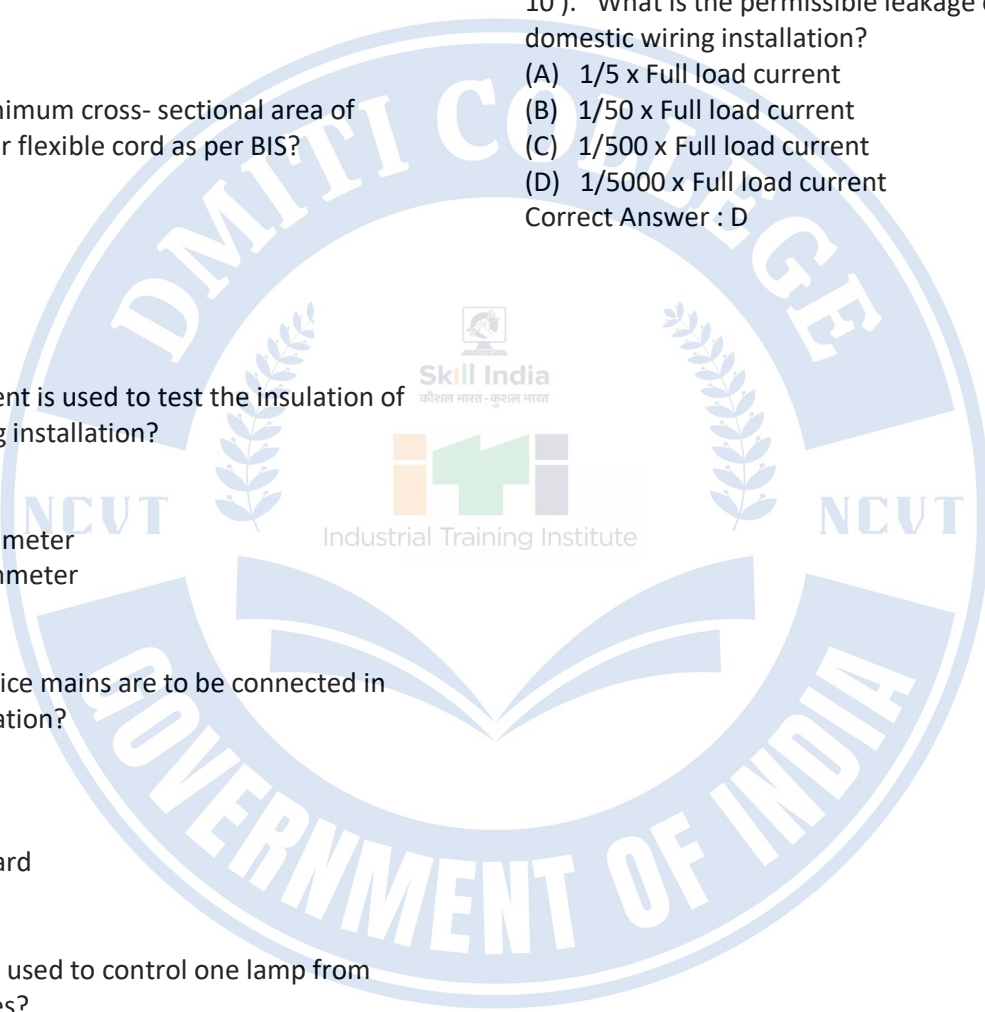 nimum cross- sectional area of
r flexible cord as per BIS?
ent is used to test the insulation of
g installation?
meter
nmeter
ice mains are to be connected in
ation?
ard
used to control one lamp from
es?
10 ). What is the permissible leakage
domestic wiring installation?
(A) 1/5 x Full load current
(B) 1/50 x Full load current
(C) 1/500 x Full load current
(D) 1/5000 x Full load current
Correct Answer : D
DMITI COLLEGE
Skill India
कौशल भारत - कुशल भारत
iti
Industrial Training Institute
NCVT
NCVT
GOVERNMENT OF INDIA